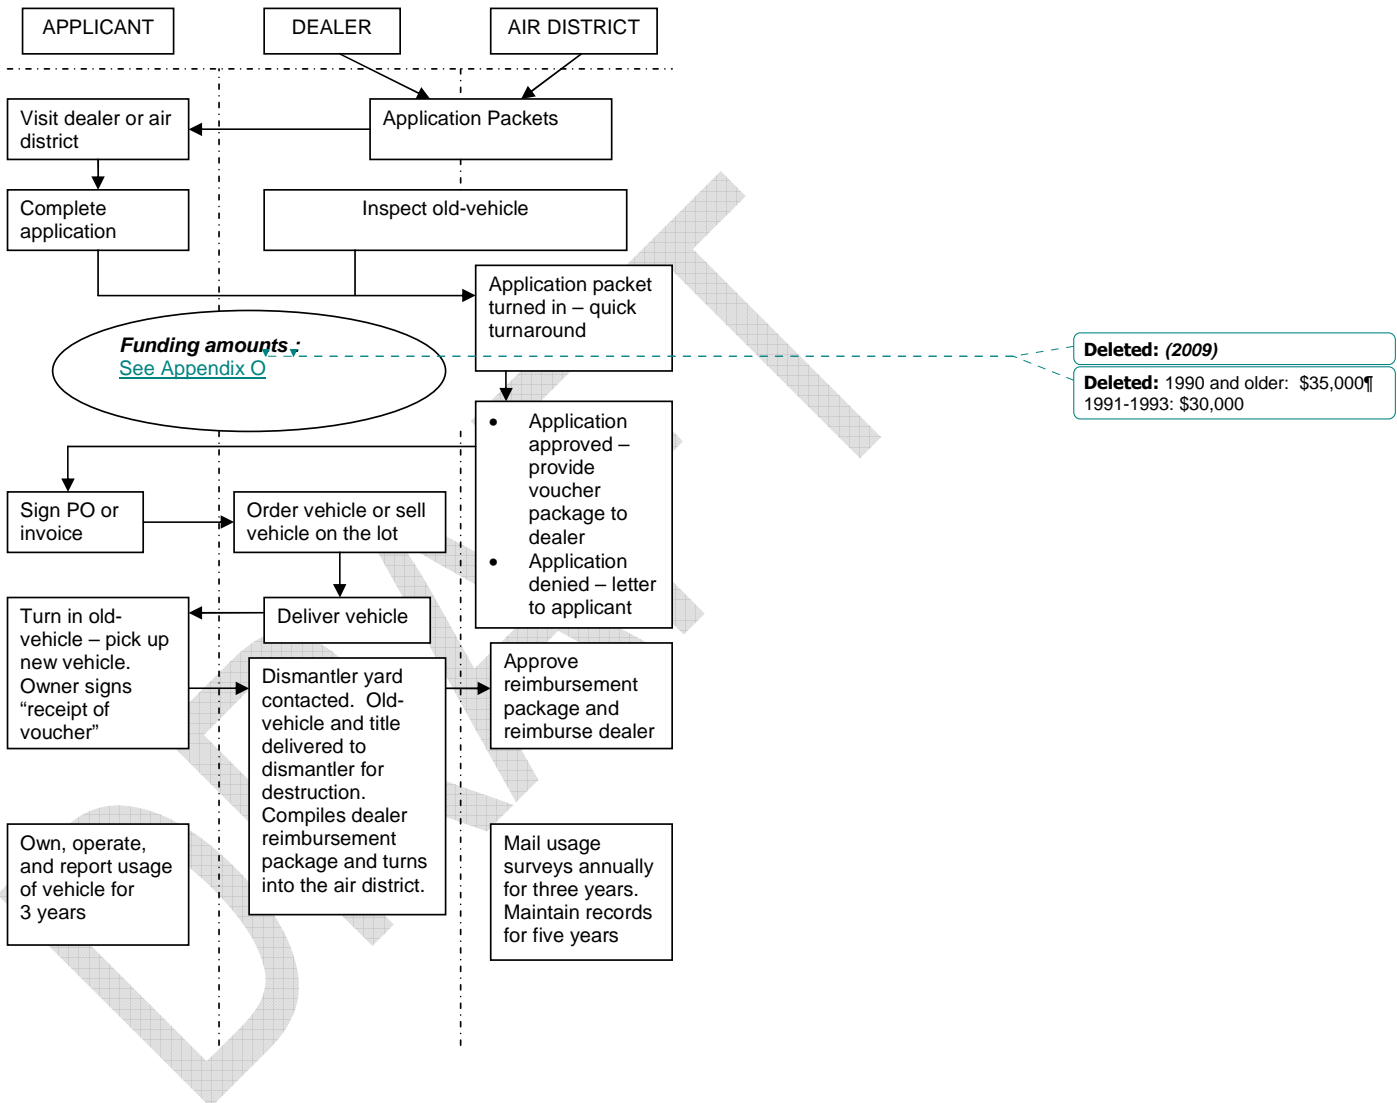 APPLICANT
DEALER
AIR DISTRICT
Visit dealer or air
district
Application Packets
Complete
application
Inspect old-vehicle
Application packet
turned in – quick
turnaround
Funding amounts :
See Appendix O
Deleted: (2009)
Deleted: 1990 and older:  $35,000¶
1991-1993: $30,000
• Application
approved –
provide
voucher
package to
dealer
• Application
denied – letter
to applicant
Sign PO or
invoice
Order vehicle or sell
vehicle on the lot
Deliver vehicle
Turn in old-
vehicle – pick up
new vehicle.
Owner signs
“receipt of
voucher”
Dismantler yard
contacted.  Old-
vehicle and title
delivered to
dismantler for
destruction.
Compiles dealer
reimbursement
package and turns
into the air district.
Approve
reimbursement
package and
reimburse dealer
Own, operate,
and report usage
of vehicle for
3 years
Mail usage
surveys annually
for three years.
Maintain records
for five years
DRAFT